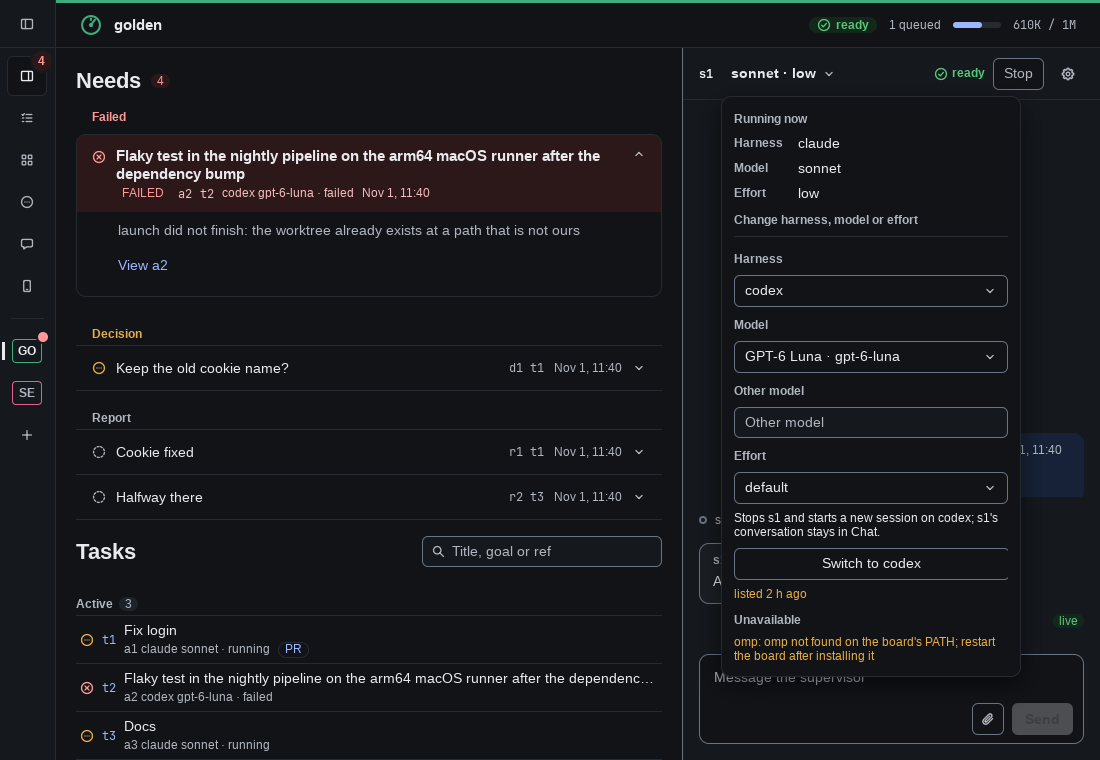 golden
ready
1 queued
610K / 1M
4
GO
SE
Needs 4
Failed
Flaky test in the nightly pipeline on the arm64 macOS runner after the
dependency bump
FAILED a2 t2 codex gpt-6-luna · failed Nov 1, 11:40
launch did not finish: the worktree already exists at a path that is not ours
View a2
Decision
Keep the old cookie name? d1 t1 Nov 1, 11:40
Report
Cookie fixed r1 t1 Nov 1, 11:40
Halfway there r2 t3 Nov 1, 11:40
Tasks
Title, goal or ref
Active 3
t1 Fix login
a1 claude sonnet · running PR
t2 Flaky test in the nightly pipeline on the arm64 macOS runner after the dependenc…
a2 codex gpt-6-luna · failed
t3 Docs
a3 claude sonnet · running
s1 sonnet · low
ready
Stop
Running now
Harness claude
Model sonnet
Effort low
Change harness, model or effort
Harness
codex
Model
GPT-6 Luna · gpt-6-luna
Other model
Other model
Effort
default
Stops s1 and starts a new session on codex; s1's
conversation stays in Chat.
Switch to codex
listed 2 h ago
Unavailable
omp: omp not found on the board's PATH; restart
the board after installing it
11:40
live
Message the supervisor
Send